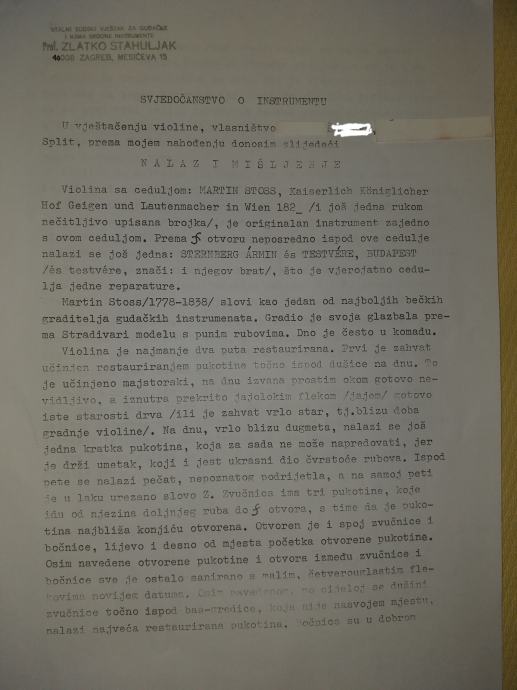 STALNI SUDSKI VJEŠTAK ZA GUDAČKE
I NJIMA SRODNE INSTRUMENTE
Prof. ZLATKO STAHULJAK
ZAGREB, MESIĆEVA 15
SVJEDOČANSTVO O INSTRUMENTU
U vještačenju violine, vlasništvo
Split, prema mojem nahođenju donosim slijedeći
N A L A Z I M I Š LJ E N J E
Violina sa ceduljom: MARTIN STOSS, Kaiserlich Königlicher
Hof Geigen und Lautenmacher in Wien 182_ /i još jedna rukom
nečitljivo upisana brojka/, je originalan instrument zajedno
s ovom ceduljom. Prema f otvoru neposredno ispod ove cedulje
nalazi se još jedna: STERNBERG ÁRMIN és TESTVÉRE, BUDAPEST
/és testvére, znači: i njegov brat/, što je vjerojatno cedu-
lja jedne reparature.
Martin Stoss/1778-1838/ slovi kao jedan od najboljih bečkih
graditelja gudačkih instrumenata. Gradio je svoja glazbala pre-
ma Stradivari modelu s punim rubovima. Dno je često u komadu.
Violina je najmanje dva puta restaurirana. Prvi je zahvat
učinjen restauriranjem pukotine točno ispod dušice na dnu. To
je učinjeno majstorski, na dnu izvana prostim okom gotovo ne-
vidljivo, a iznutra prekrito jajolokim flekom /jajem/ gotovo
iste starosti drva /ili je zahvat vrlo star, tj.blizu doba
gradnje violine/. Na dnu, vrlo blizu dugmeta, nalazi se još
jedna kratka pukotina, koja za sada ne može napredovati, jer
je drži umetak, koji i jest ukrasni dio čvrstoće rubova. Ispod
pete se nalazi pečat, nepoznatog podrijetla, a na samoj peti
je u laku urezano slovo Z. Zvučnica ima tri pukotine, koje
idu od njezina doljnjeg ruba do f otvora, s time da je puko-
tina najbliža konjiću otvorena. Otvoren je i spoj zvučnice i
bočnice, lijevo i desno od mjesta početka otvorene pukotine.
Osim navedene otvorene pukotine i otvora između zvučnice i
bočnice sve je ostalo sanirano s malim, četverouglastim fle-
kovima novijeg datuma. Osim navedenog, po cijeloj se dužini
zvučnice točno ispod bas-gredice, koja nije nasvojem mjestu,
nalazi najveća restaurirana pukotina. Bočnice su u dobrom